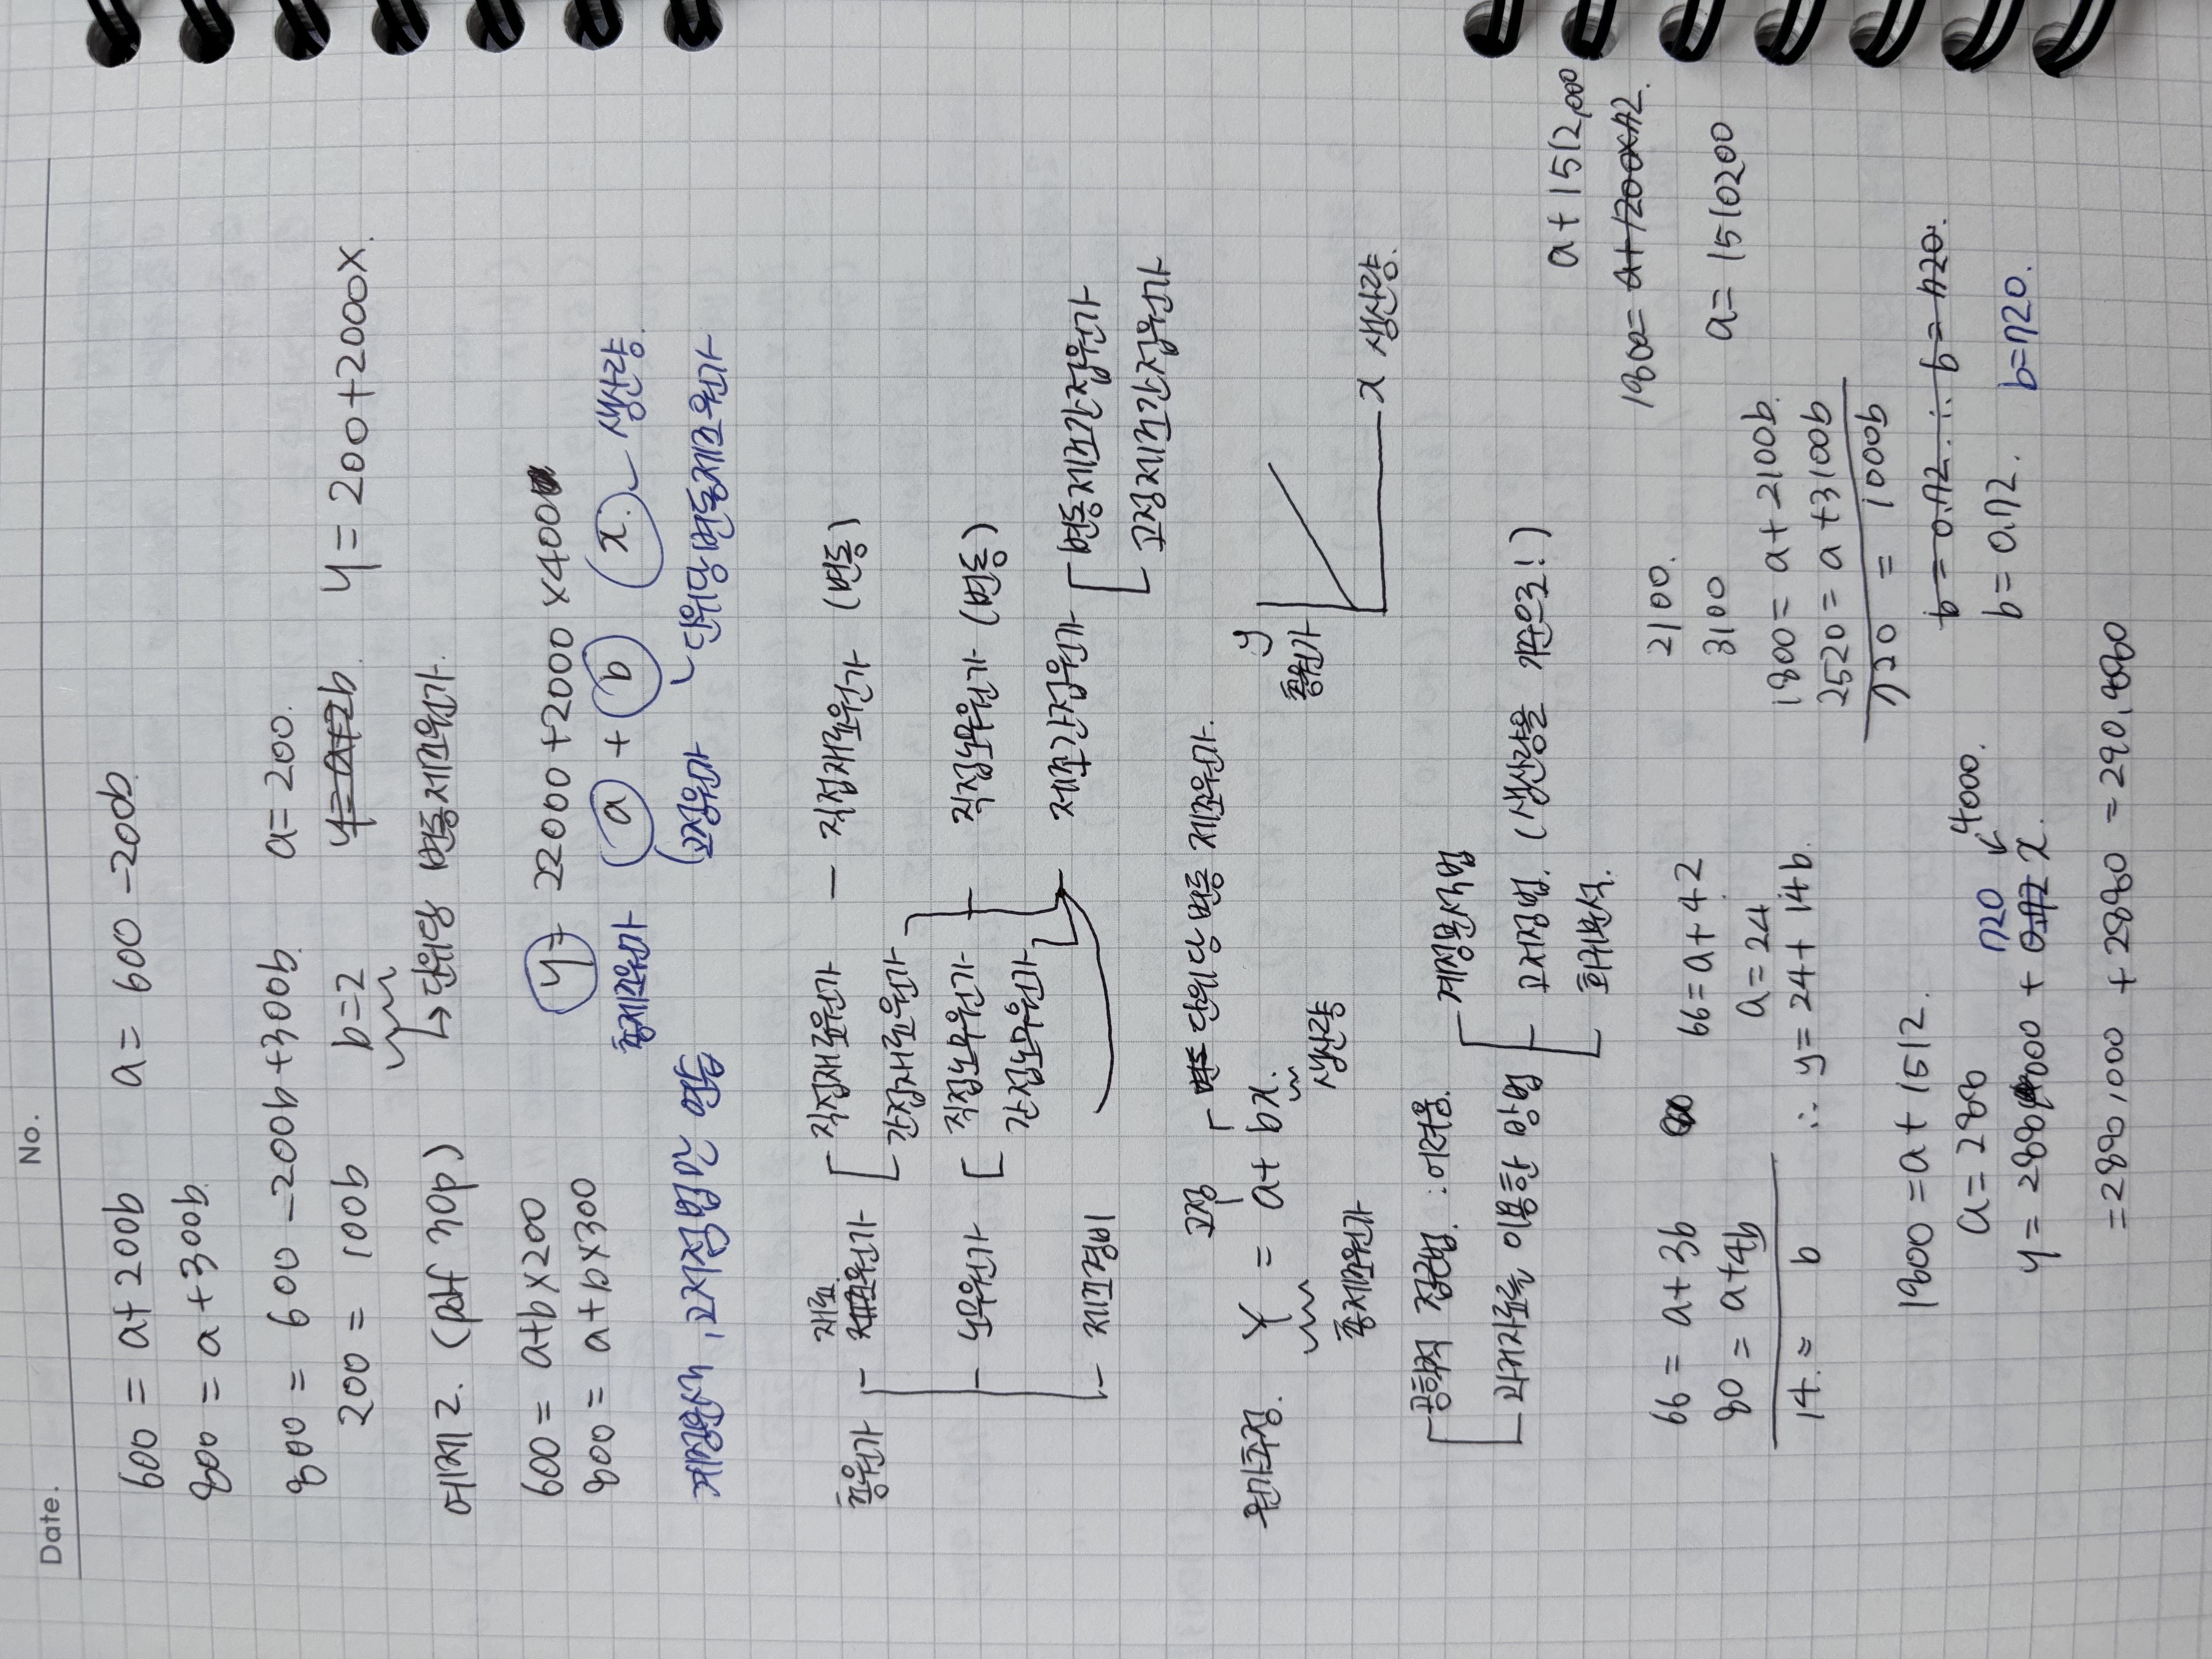 Date.
No.
600 = a+200b   a = 600 -200b.
800 = a+300b
800 = 600 -200b+300b.   a= 200.
200 = 100b   b=2   y= a+2b.   y= 200+2000x.
→ 단위당 변동제조원가.
예제2. (pdf 30p)
600 = a+b×200   y= 22000 +2000 ×400
800 = a+b×300
총제조원가   a + b x. 생산량.
계정분석, 고저점법만 연습   고정원가   단위당변동제조원가
재료
총원가   제조원가   직접재료원가 — 직접재료원가 (변동)
간접재료원가
노무원가   직접노무원가 — 직접노무원가 (변동)
간접노무원가
제조경비   제조간접원가   변동제조간접원가
고정제조간접원가
고정   변동 단위당 변동 제조원가.
원가추정.   Y = a+ bx.   y
총제조원가   생산량   총원가
x 생산량.
공학적 접근법. : 어려움.
과거자료를 이용한 방법   계정분석법
고저점법. (생산량을 기준으로!)
회귀분석.
66 = a+ 3b   66=a+42
80 = a+4b   a=24
14. = b   ∴ y=24+ 14b.
2100.
3100
1800= a+2100b.
2520= a+3100b
720 = 1000b
b = 0.72. ∴ b= 720.
b= 0.72.   b=720.
a+1512,000
1800= a+1200×72.
a= 1510200
1800 =a+ 1512.
a= 288
720   4000.
y= 288,000 + 0.72 x.
=288,000 +2880 =290,880